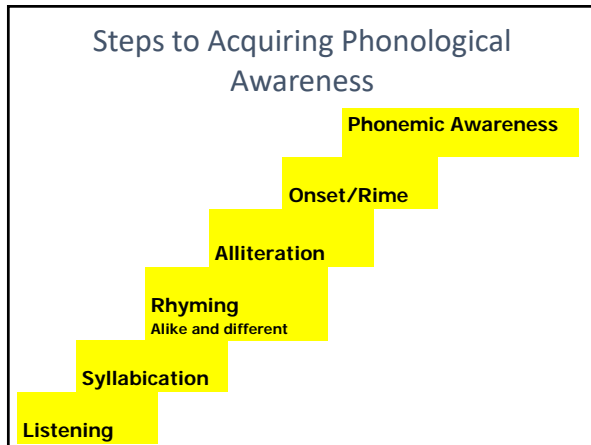 Steps to Acquiring Phonological
Awareness
Phonemic Awareness
Onset/Rime
Alliteration
Rhyming
Alike and different
Syllabication
Listening